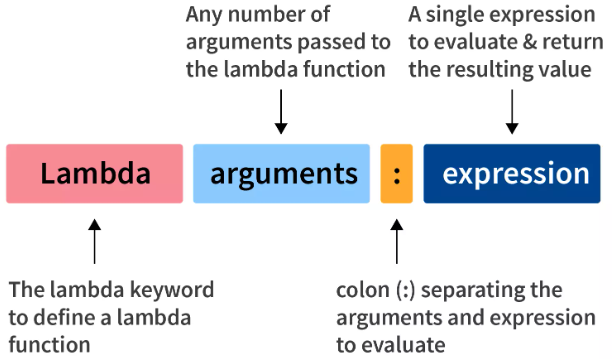 Any number of
arguments passed to
the lambda function
A single expression
to evaluate & return
the resulting value
Lambda arguments : expression
The lambda keyword
to define a lambda
function
colon (:) separating the
arguments and expression
to evaluate